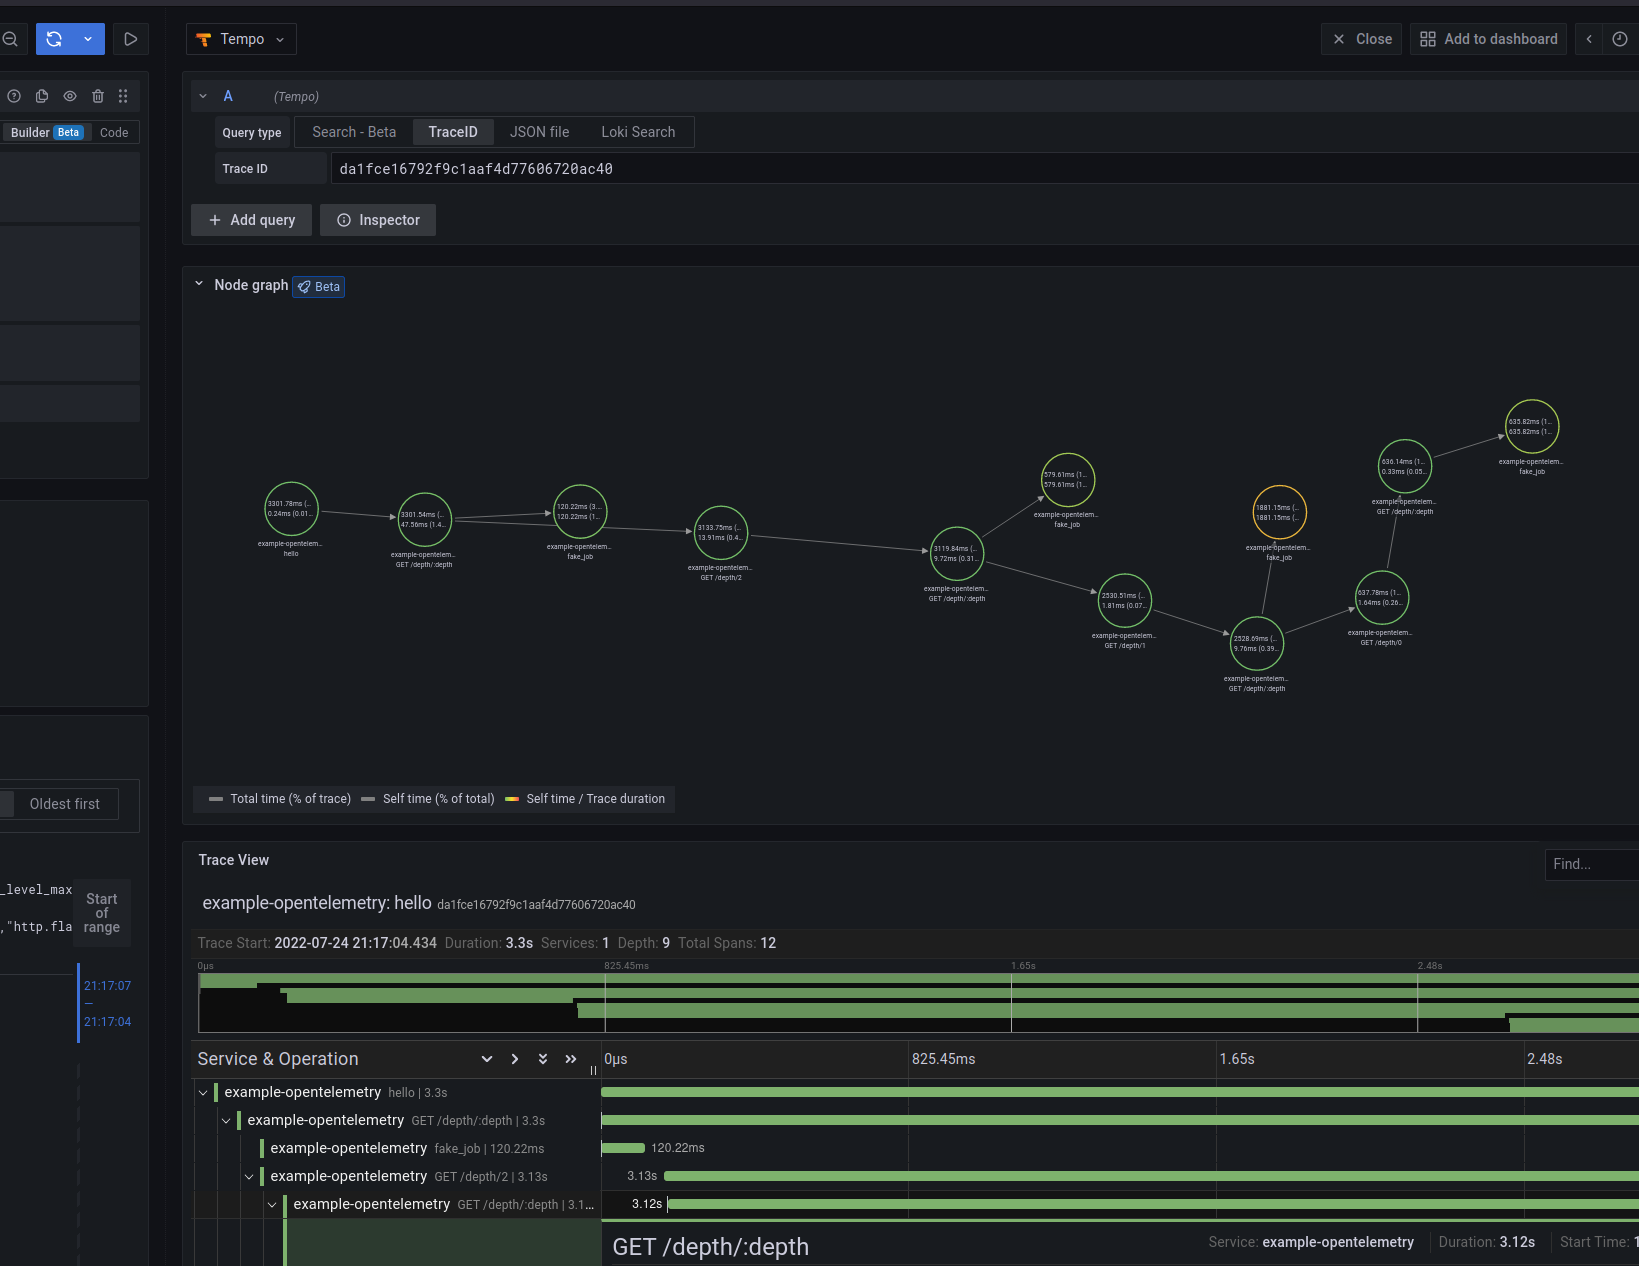 Tempo
Close
Add to dashboard
A
(Tempo)
Builder
Beta
Code
Query type
Search - Beta
TraceID
JSON file
Loki Search
Trace ID
da1fce16792f9c1aaf4d77606720ac40
+ Add query
Inspector
Node graph
Beta
3301.78ms (...
0.24ms (0.01...
example-opentelem...
hello
3301.54ms (...
47.56ms (1.4...
example-opentelem...
GET /depth/:depth
120.22ms (3....
120.22ms (1...
example-opentelem...
fake_job
3133.75ms (...
13.91ms (0.4...
example-opentelem...
GET /depth/2
3119.84ms (...
9.72ms (0.31...
example-opentelem...
GET /depth/:depth
579.61ms (1...
579.61ms (1...
example-opentelem...
fake_job
2530.51ms (...
1.81ms (0.07...
example-opentelem...
GET /depth/1
2528.69ms (...
9.76ms (0.39...
example-opentelem...
GET /depth/:depth
1881.15ms (...
1881.15ms (...
example-opentelem...
fake_job
637.78ms (1...
1.64ms (0.26...
example-opentelem...
GET /depth/0
636.14ms (1...
0.33ms (0.05...
example-opentelem...
GET /depth/:depth
635.82ms (1...
635.82ms (1...
example-opentelem...
fake_job
Total time (% of trace)
Self time (% of total)
Self time / Trace duration
Oldest first
_level_max
,"http.fla
Start
of
range
21:17:07
—
21:17:04
Trace View
Find...
example-opentelemetry: hello da1fce16792f9c1aaf4d77606720ac40
Trace Start: 2022-07-24 21:17:04.434 Duration: 3.3s Services: 1 Depth: 9 Total Spans: 12
0μs
825.45ms
1.65s
2.48s
Service & Operation
0μs
825.45ms
1.65s
2.48s
example-opentelemetry hello | 3.3s
example-opentelemetry GET /depth/:depth | 3.3s
example-opentelemetry fake_job | 120.22ms
120.22ms
example-opentelemetry GET /depth/2 | 3.13s
3.13s
example-opentelemetry GET /depth/:depth | 3.1...
3.12s
GET /depth/:depth
Service: example-opentelemetry
Duration: 3.12s
Start Time: 1